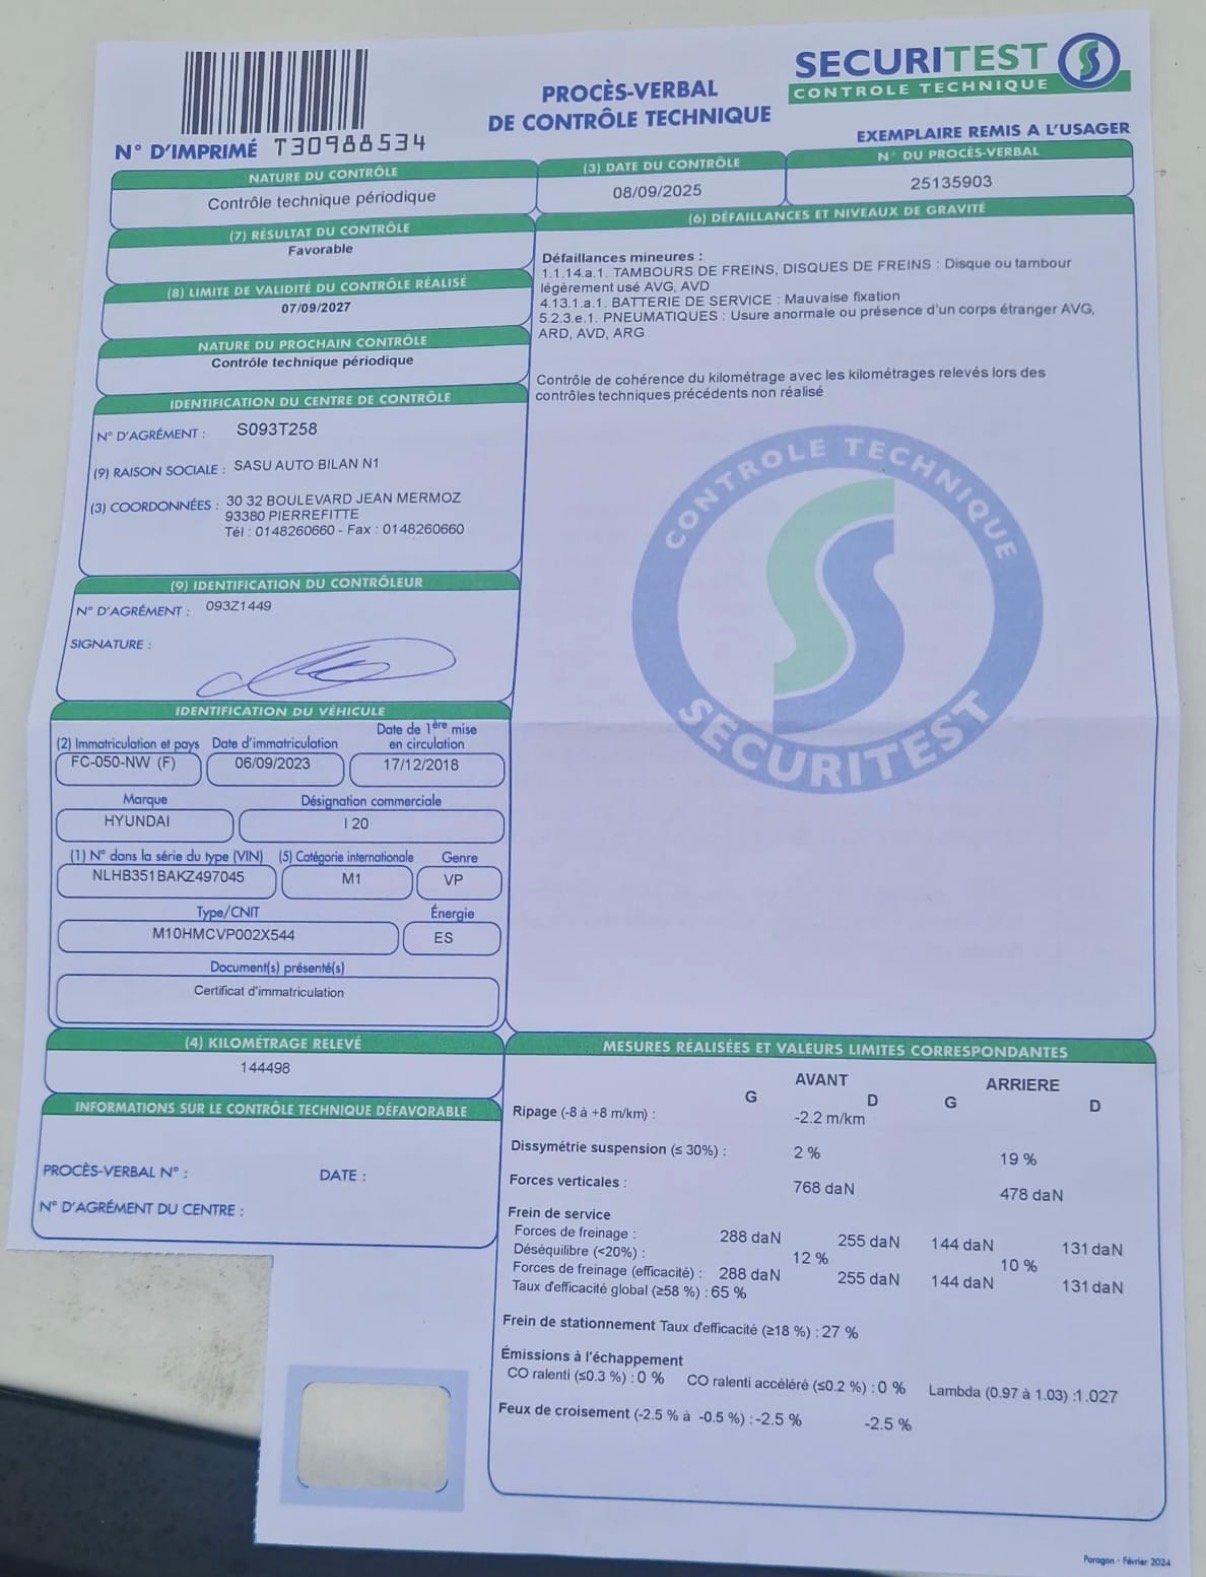 SECURITEST
CONTROLE TECHNIQUE
PROCÈS-VERBAL
DE CONTRÔLE TECHNIQUE
N° D'IMPRIMÉ T30988534
EXEMPLAIRE REMIS A L'USAGER
NATURE DU CONTRÔLE
Contrôle technique périodique
(3) DATE DU CONTRÔLE
08/09/2025
N° DU PROCÈS-VERBAL
25135903
(7) RÉSULTAT DU CONTRÔLE
Favorable
(8) LIMITE DE VALIDITÉ DU CONTRÔLE RÉALISÉ
07/09/2027
NATURE DU PROCHAIN CONTRÔLE
Contrôle technique périodique
(6) DÉFAILLANCES ET NIVEAUX DE GRAVITÉ
Défaillances mineures :
1.1.14.a.1. TAMBOURS DE FREINS, DISQUES DE FREINS : Disque ou tambour
légèrement usé AVG, AVD
4.13.1.a.1. BATTERIE DE SERVICE : Mauvaise fixation
5.2.3.e.1. PNEUMATIQUES : Usure anormale ou présence d'un corps étranger AVG,
ARD, AVD, ARG
Contrôle de cohérence du kilométrage avec les kilométrages relevés lors des
contrôles techniques précédents non réalisé
CONTROLE TECHNIQUE
SECURITEST
IDENTIFICATION DU CENTRE DE CONTRÔLE
N° D'AGRÉMENT : S093T258
(9) RAISON SOCIALE : SASU AUTO BILAN N1
(3) COORDONNÉES : 30 32 BOULEVARD JEAN MERMOZ
93380 PIERREFITTE
Tél : 0148260660 - Fax : 0148260660
(9) IDENTIFICATION DU CONTRÔLEUR
N° D'AGRÉMENT : 093Z1449
SIGNATURE :
IDENTIFICATION DU VÉHICULE
(2) Immatriculation et pays Date d'immatriculation Date de 1ère mise
en circulation
FC-050-NW (F) 06/09/2023 17/12/2018
Marque Désignation commerciale
HYUNDAI I 20
(1) N° dans la série du type (VIN) (5) Catégorie internationale Genre
NLHB351BAKZ497045 M1 VP
Type/CNIT Énergie
M10HMCVP002X544 ES
Document(s) présenté(s)
Certificat d'immatriculation
(4) KILOMÉTRAGE RELEVÉ
144498
INFORMATIONS SUR LE CONTRÔLE TECHNIQUE DÉFAVORABLE
PROCÈS-VERBAL N° : DATE :
N° D'AGRÉMENT DU CENTRE :
MESURES RÉALISÉES ET VALEURS LIMITES CORRESPONDANTES
AVANT ARRIERE
G D G D
Ripage (-8 à +8 m/km) : -2.2 m/km
Dissymétrie suspension (≤ 30%) : 2 % 19 %
Forces verticales : 768 daN 478 daN
Frein de service
Forces de freinage : 288 daN 255 daN 144 daN 131 daN
Déséquilibre (<20%) : 12 % 10 %
Forces de freinage (efficacité) : 288 daN 255 daN 144 daN 131 daN
Taux d'efficacité global (≥58 %) : 65 %
Frein de stationnement Taux d'efficacité (≥18 %) : 27 %
Émissions à l'échappement
CO ralenti (≤0.3 %) : 0 % CO ralenti accéléré (≤0.2 %) : 0 % Lambda (0.97 à 1.03) :1.027
Feux de croisement (-2.5 % à -0.5 %) : -2.5 % -2.5 %
Paragon - Février 2024